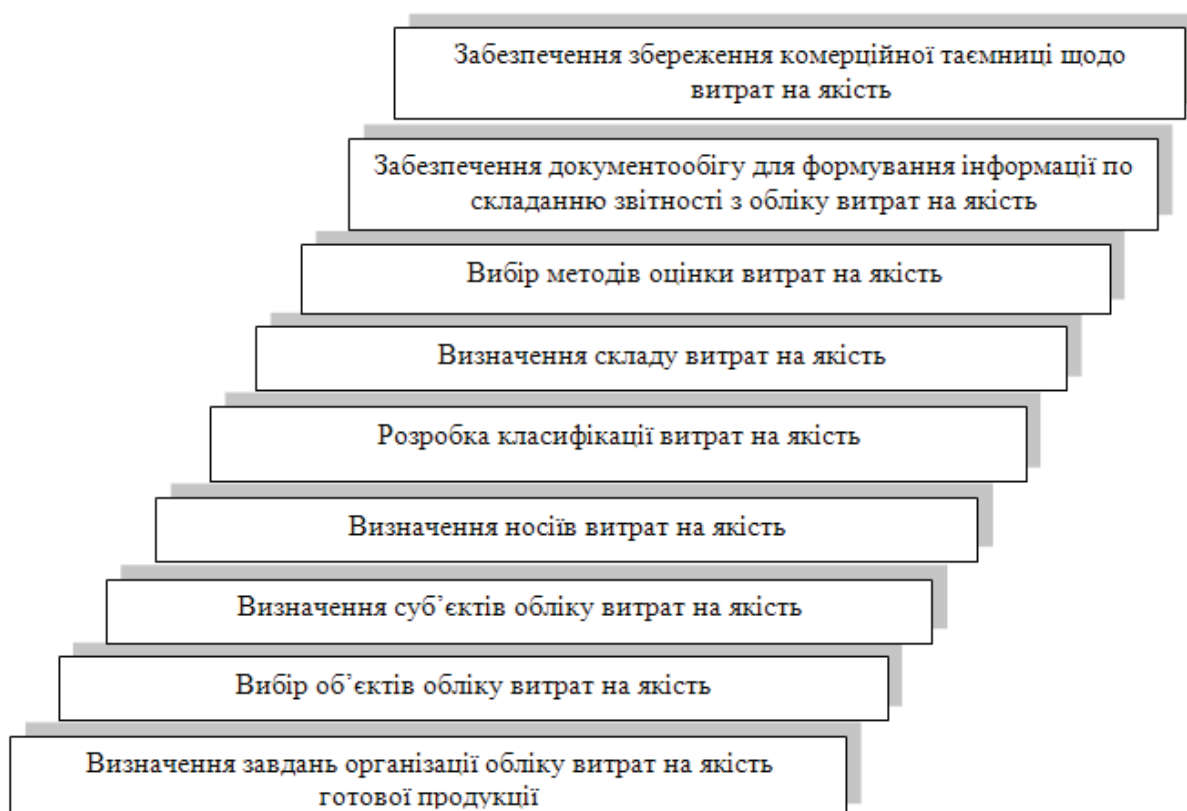 Забезпечення збереження комерційної таємниці щодо
витрат на якість
Забезпечення документообігу для формування інформації по
складанню звітності з обліку витрат на якість
Вибір методів оцінки витрат на якість
Визначення складу витрат на якість
Розробка класифікації витрат на якість
Визначення носіїв витрат на якість
Визначення суб’єктів обліку витрат на якість
Вибір об’єктів обліку витрат на якість
Визначення завдань організації обліку витрат на якість
готової продукції